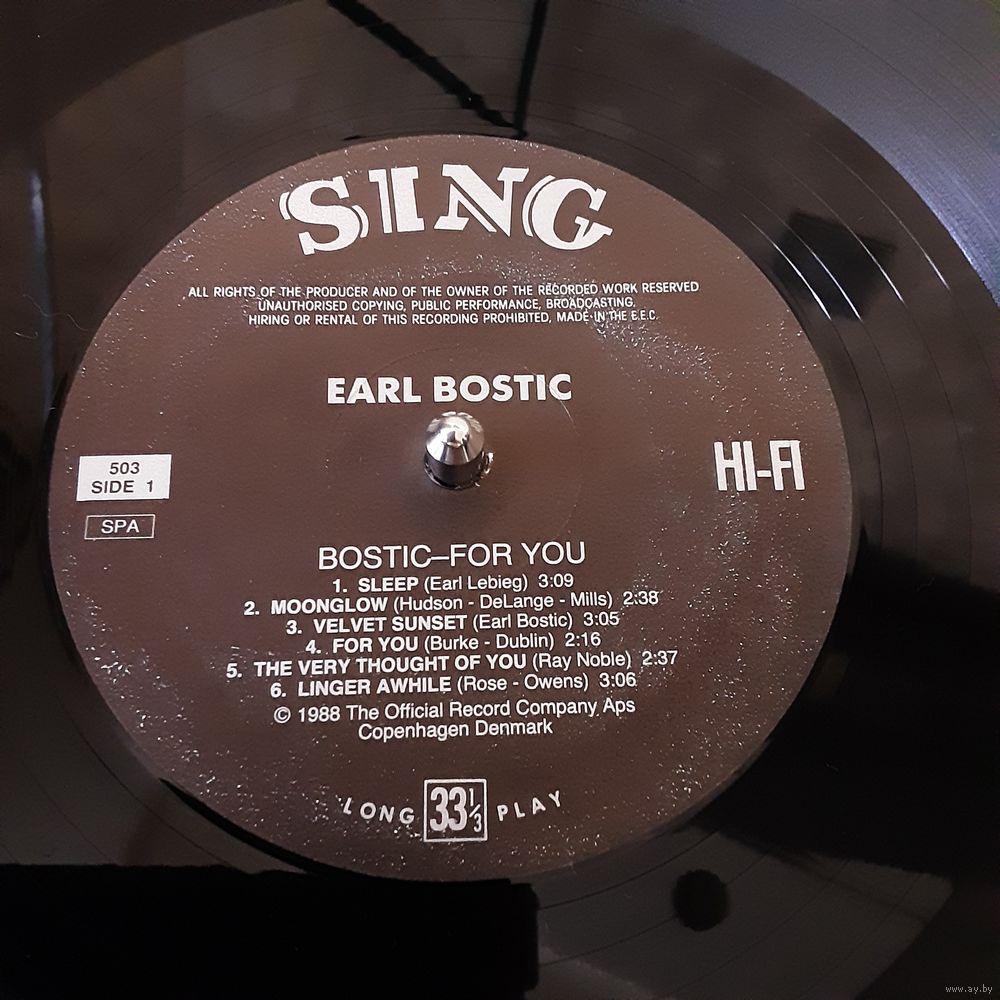 SING
ALL RIGHTS OF THE PRODUCER AND OF THE OWNER OF THE RECORDED WORK RESERVED
UNAUTHORISED COPYING, PUBLIC PERFORMANCE, BROADCASTING,
HIRING OR RENTAL OF THIS RECORDING PROHIBITED, MADE IN THE E.E.C.
EARL BOSTIC
503
SIDE 1
SPA
HI-FI
BOSTIC–FOR YOU
1. SLEEP (Earl Lebieg) 3:09
2. MOONGLOW (Hudson - DeLange - Mills) 2:38
3. VELVET SUNSET (Earl Bostic) 3:05
4. FOR YOU (Burke - Dublin) 2:16
5. THE VERY THOUGHT OF YOU (Ray Noble) 2:37
6. LINGER AWHILE (Rose - Owens) 3:06
© 1988 The Official Record Company Aps
Copenhagen Denmark
LONG 33 1/3 PLAY
www.ay.by